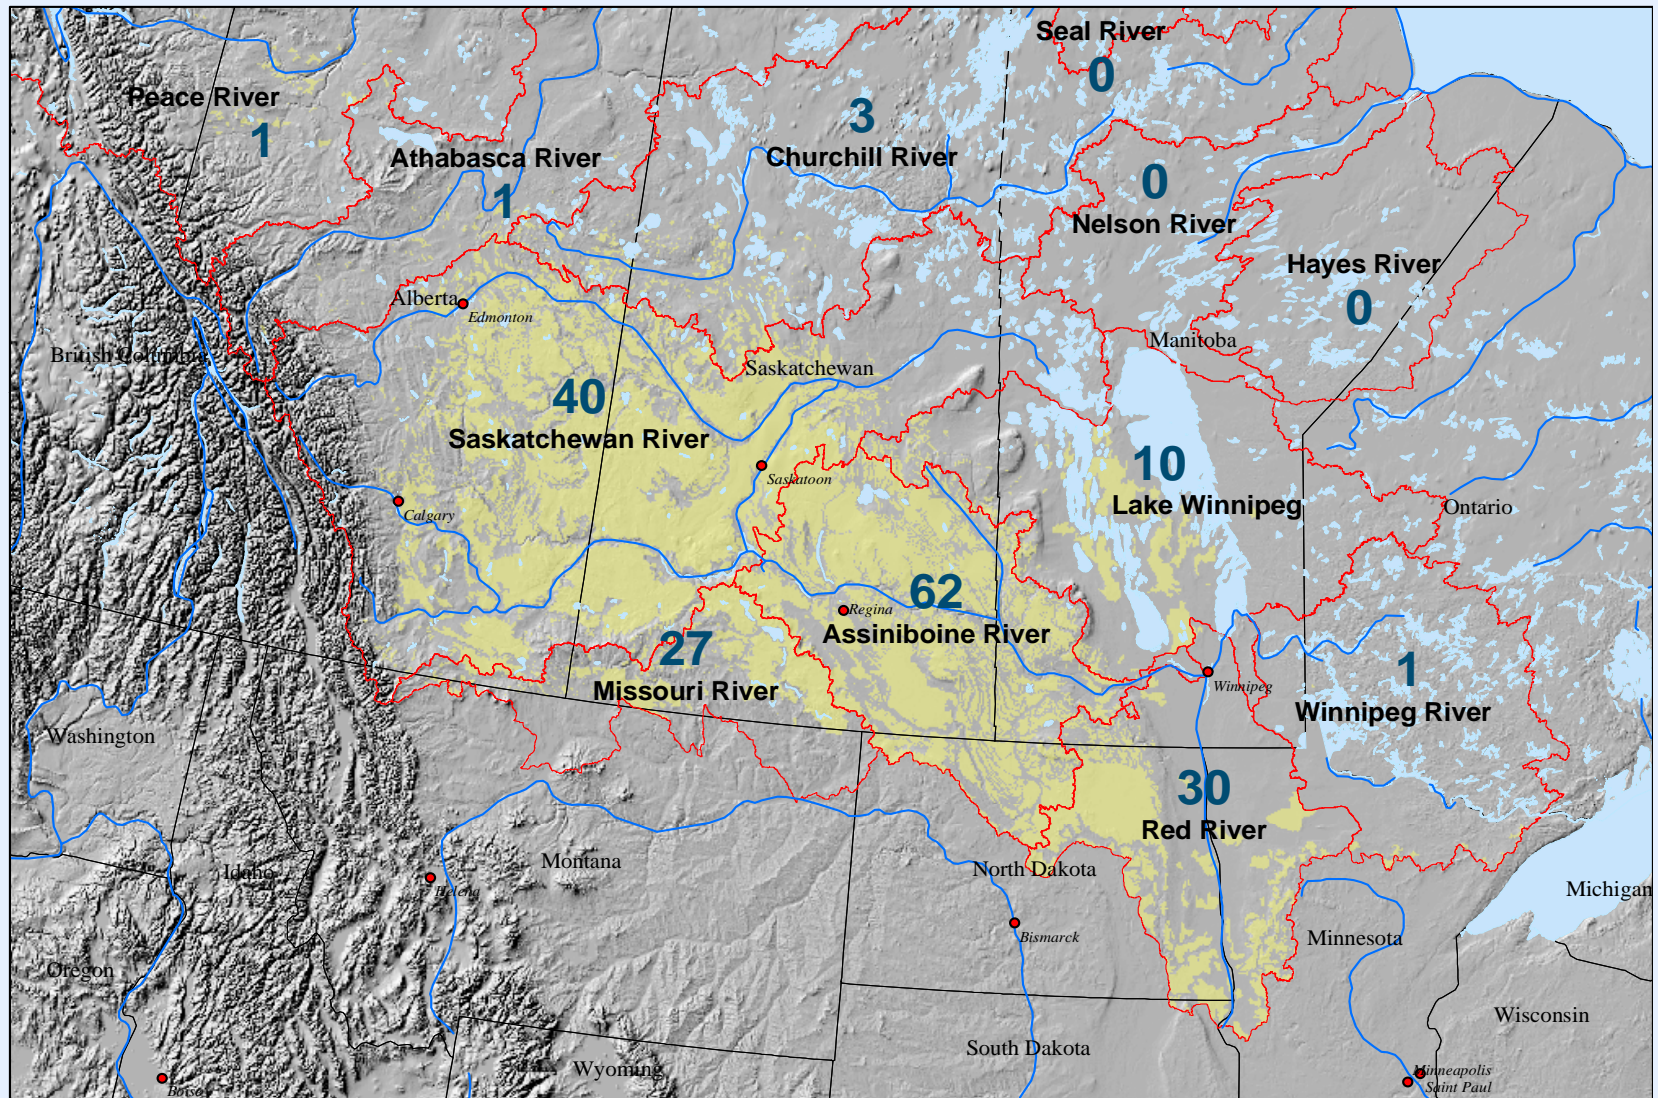 Seal River
0
Peace River
1
3
Churchill River
Athabasca River
1
0
Nelson River
Hayes River
0
Alberta
Edmonton
British Columbia
Manitoba
Saskatchewan
40
Saskatchewan River
Saskatoon
10
Lake Winnipeg
Calgary
Ontario
62
Regina
Assiniboine River
27
Missouri River
Winnipeg
1
Winnipeg River
Washington
30
Red River
Montana
Idaho
Helena
North Dakota
Michigan
Bismarck
Minnesota
Oregon
Wisconsin
South Dakota
Wyoming
Minneapolis
Saint Paul
Boise